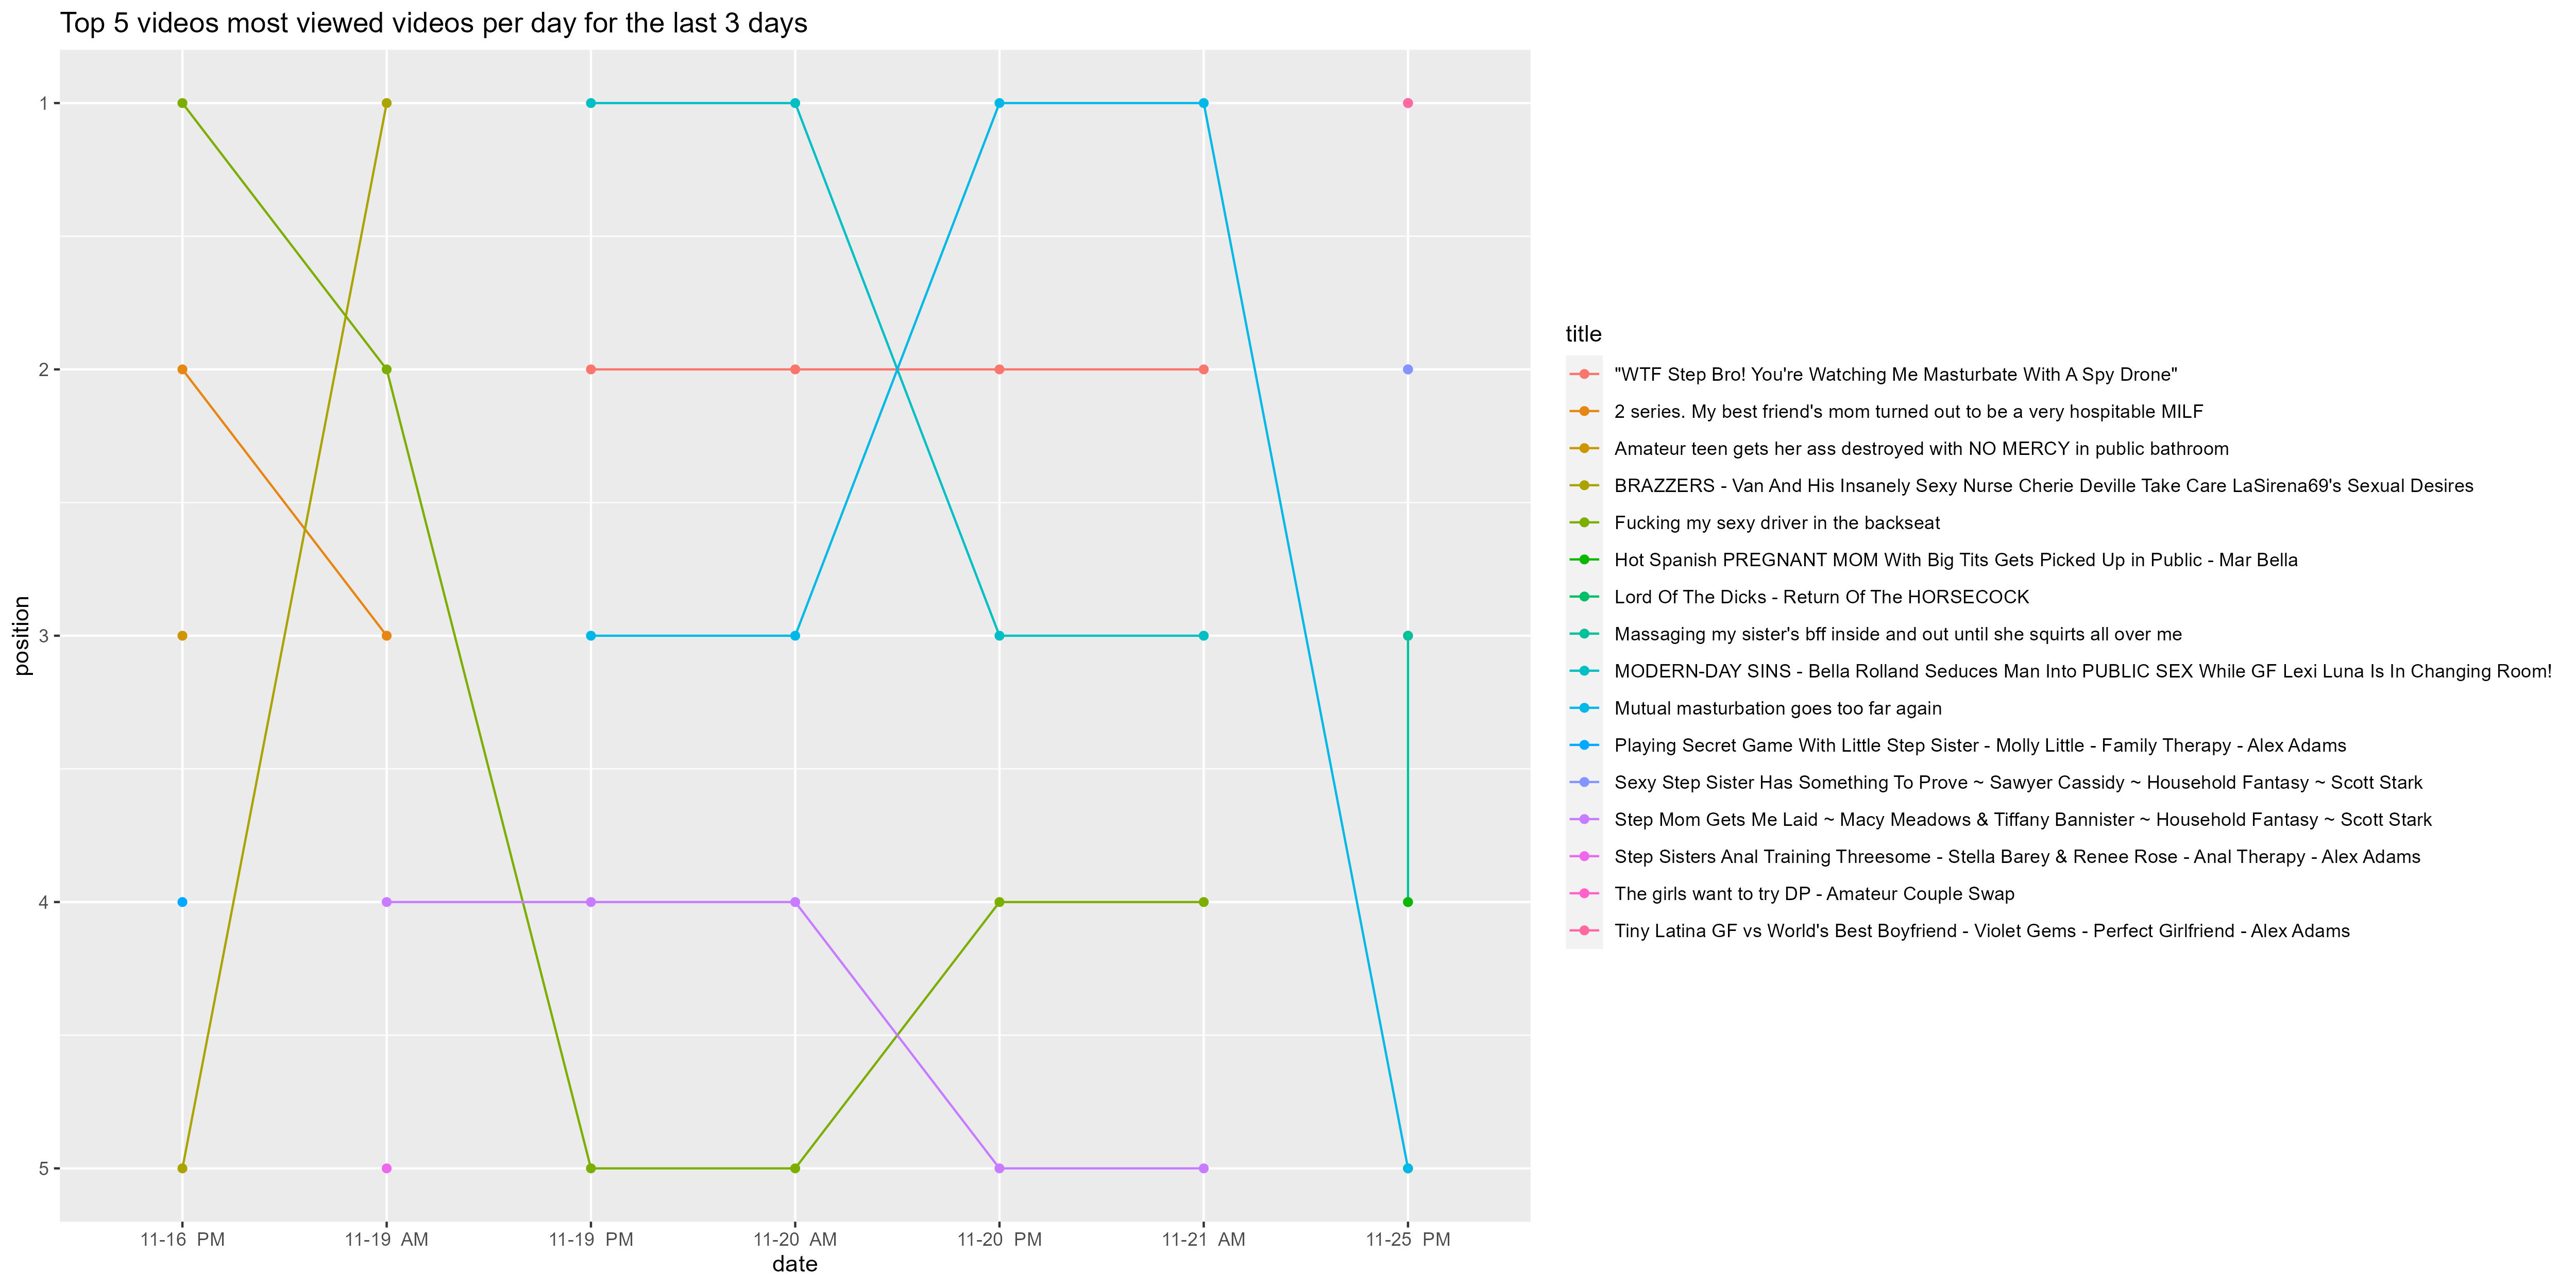 Top 5 videos most viewed videos per day for the last 3 days
position
1
2
3
4
5
11-16 PM
11-19 AM
11-19 PM
11-20 AM
11-20 PM
11-21 AM
11-25 PM
date
title
"WTF Step Bro! You're Watching Me Masturbate With A Spy Drone"
2 series. My best friend's mom turned out to be a very hospitable MILF
Amateur teen gets her ass destroyed with NO MERCY in public bathroom
BRAZZERS - Van And His Insanely Sexy Nurse Cherie Deville Take Care LaSirena69's Sexual Desires
Fucking my sexy driver in the backseat
Hot Spanish PREGNANT MOM With Big Tits Gets Picked Up in Public - Mar Bella
Lord Of The Dicks - Return Of The HORSECOCK
Massaging my sister's bff inside and out until she squirts all over me
MODERN-DAY SINS - Bella Rolland Seduces Man Into PUBLIC SEX While GF Lexi Luna Is In Changing Room!
Mutual masturbation goes too far again
Playing Secret Game With Little Step Sister - Molly Little - Family Therapy - Alex Adams
Sexy Step Sister Has Something To Prove ~ Sawyer Cassidy ~ Household Fantasy ~ Scott Stark
Step Mom Gets Me Laid ~ Macy Meadows & Tiffany Bannister ~ Household Fantasy ~ Scott Stark
Step Sisters Anal Training Threesome - Stella Barey & Renee Rose - Anal Therapy - Alex Adams
The girls want to try DP - Amateur Couple Swap
Tiny Latina GF vs World's Best Boyfriend - Violet Gems - Perfect Girlfriend - Alex Adams